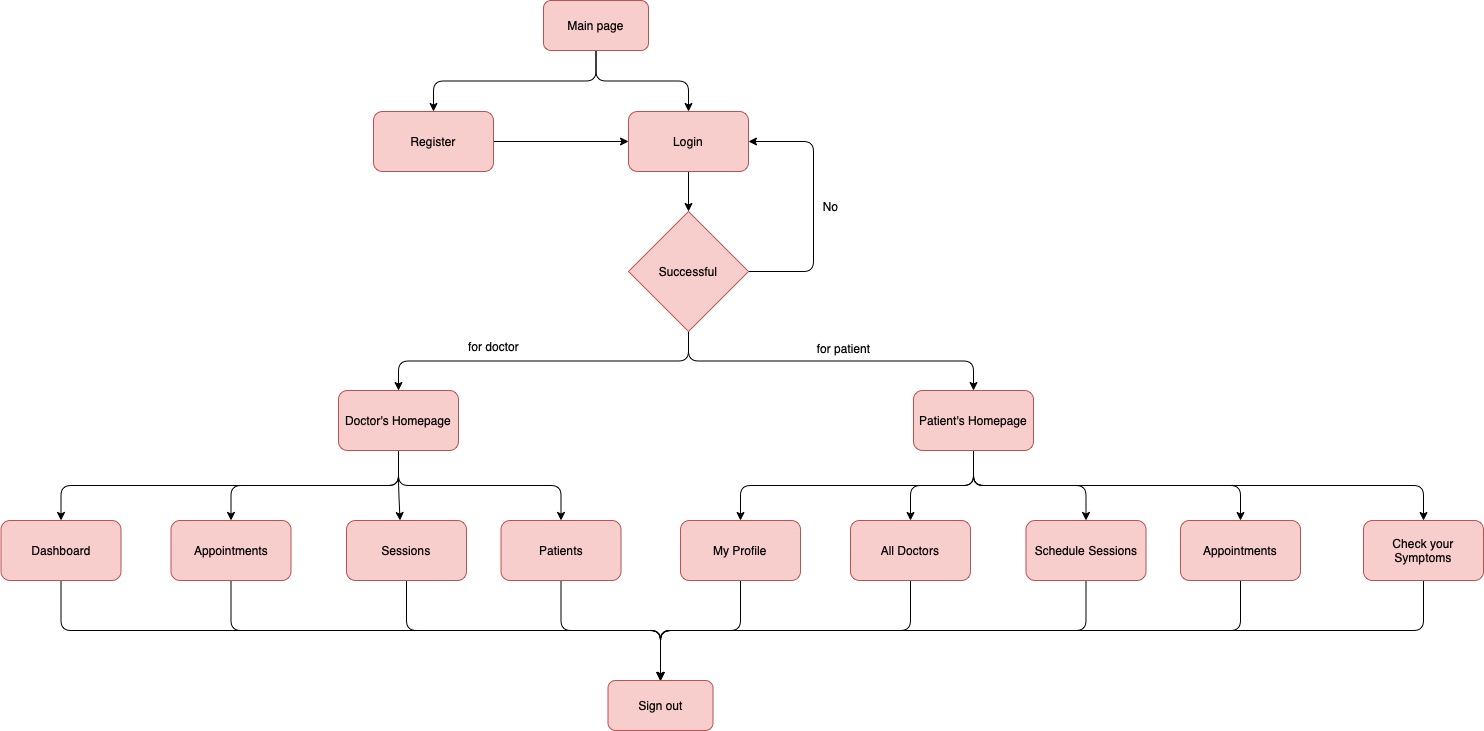 Main page
Register
Login
No
Successful
for doctor
for patient
Doctor's Homepage
Patient's Homepage
Dashboard
Appointments
Sessions
Patients
My Profile
All Doctors
Schedule Sessions
Appointments
Check your
Symptoms
Sign out